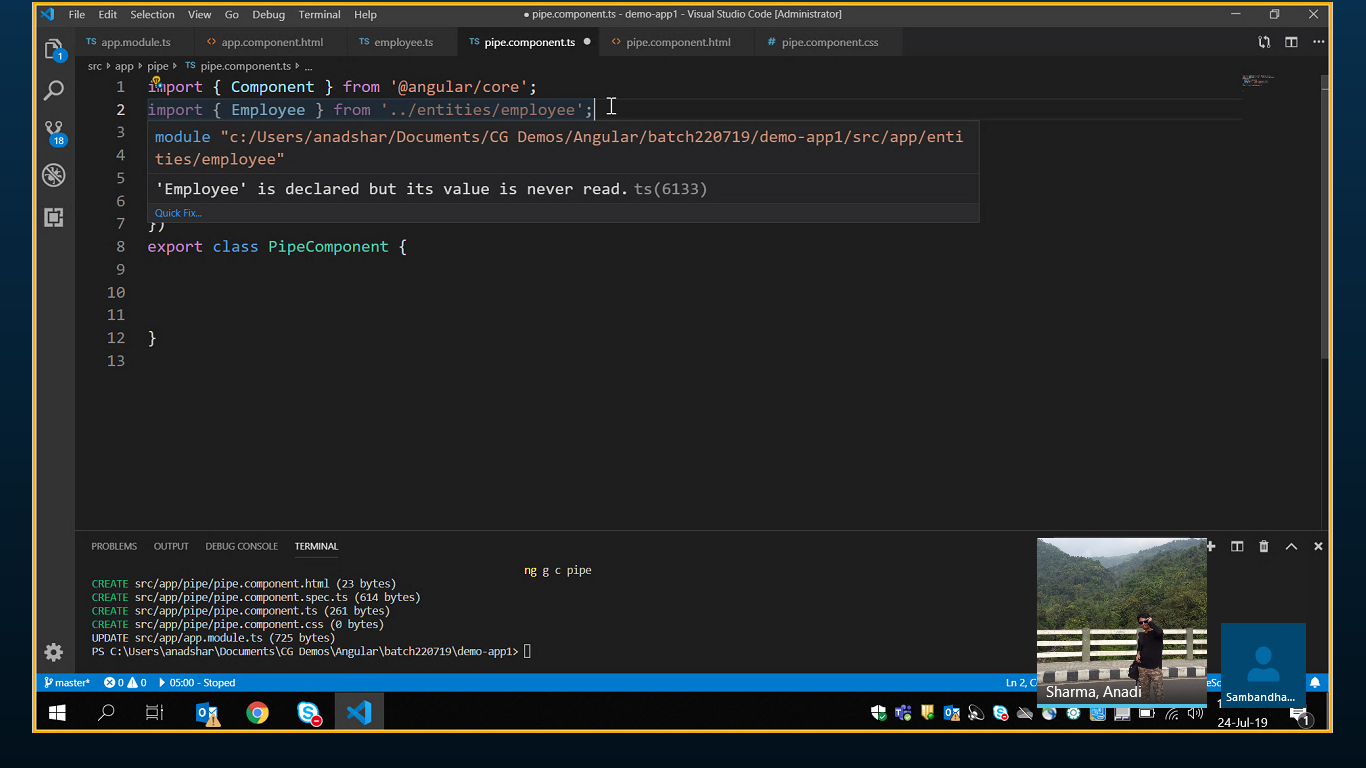 File Edit Selection View Go Debug Terminal Help
● pipe.component.ts - demo-app1 - Visual Studio Code [Administrator]
TS app.module.ts
<> app.component.html
TS employee.ts
TS pipe.component.ts ●
<> pipe.component.html
# pipe.component.css
src > app > pipe > TS pipe.component.ts > ...
1 import { Component } from '@angular/core';
2 import { Employee } from '../entities/employee';
3
module "c:/Users/anadshar/Documents/CG Demos/Angular/batch220719/demo-app1/src/app/enti
4
ties/employee"
5
'Employee' is declared but its value is never read. ts(6133)
6
Quick Fix...
7 })
8 export class PipeComponent {
9
10
11
12 }
13
1
18
PROBLEMS OUTPUT DEBUG CONSOLE TERMINAL
ng g c pipe
CREATE src/app/pipe/pipe.component.html (23 bytes)
CREATE src/app/pipe/pipe.component.spec.ts (614 bytes)
CREATE src/app/pipe/pipe.component.ts (261 bytes)
CREATE src/app/pipe/pipe.component.css (0 bytes)
UPDATE src/app/app.module.ts (725 bytes)
PS C:\Users\anadshar\Documents\CG Demos\Angular\batch220719\demo-app1>
master* 0 0 05:00 - Stoped
Ln 2,
Sharma, Anadi
Sambandha...
24-Jul-19
1